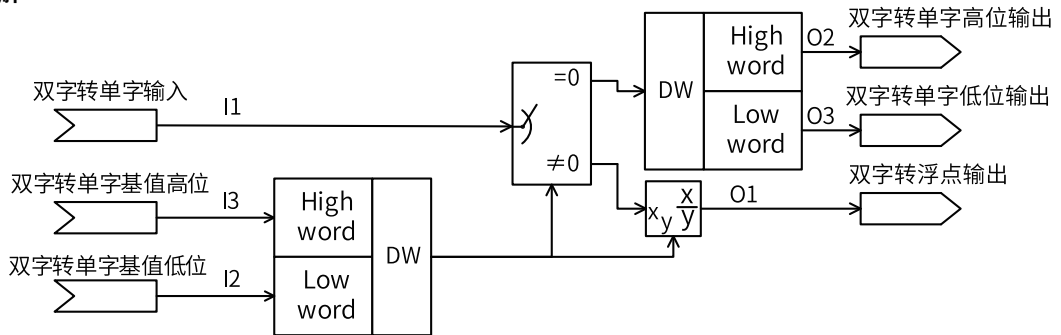 双字转单字高位输出
High
word
O2
=0
DW
双字转单字输入
I1
Low
word
双字转单字低位输出
O3
≠0
双字转单字基值高位
I3
High
word
双字转浮点输出
x
y
x
y
O1
DW
双字转单字基值低位
I2
Low
word